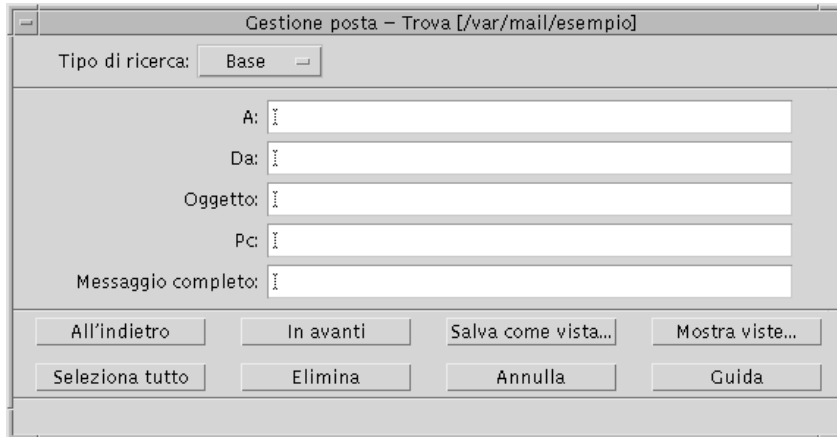 Gestione posta – Trova [/var/mail/esempio]
Tipo di ricerca: Base
A:
Da:
Oggetto:
Pc:
Messaggio completo:
All'indietro In avanti Salva come vista... Mostra viste...
Seleziona tutto Elimina Annulla Guida